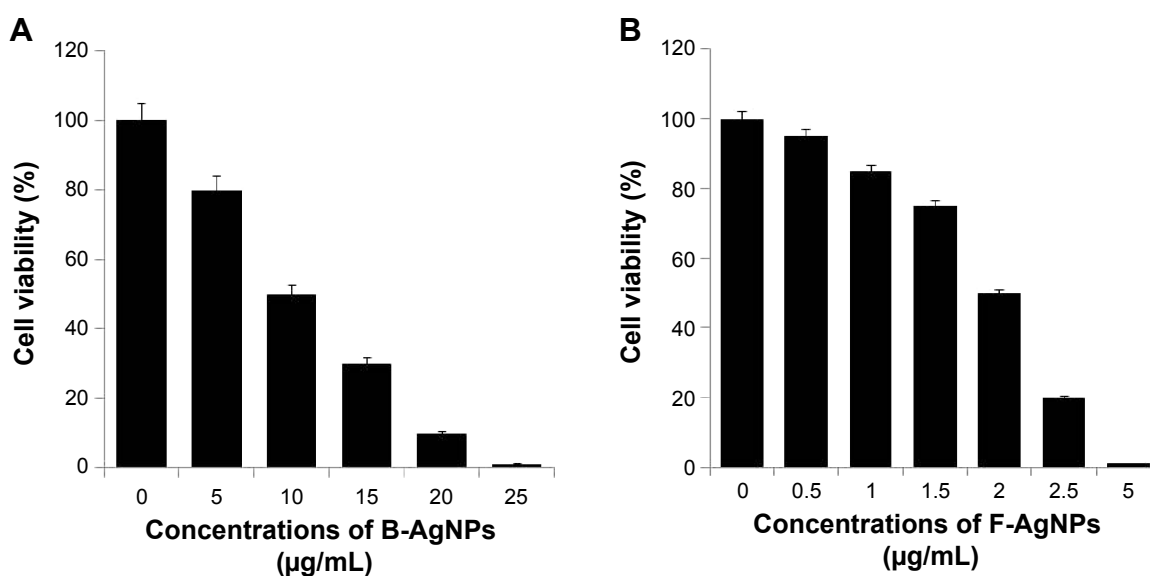 A
120
100
80
60
40
20
0
Cell viability (%)
0 5 10 15 20 25
Concentrations of B-AgNPs
(µg/mL)
B
120
100
80
60
40
20
0
Cell viability (%)
0 0.5 1 1.5 2 2.5 5
Concentrations of F-AgNPs
(µg/mL)